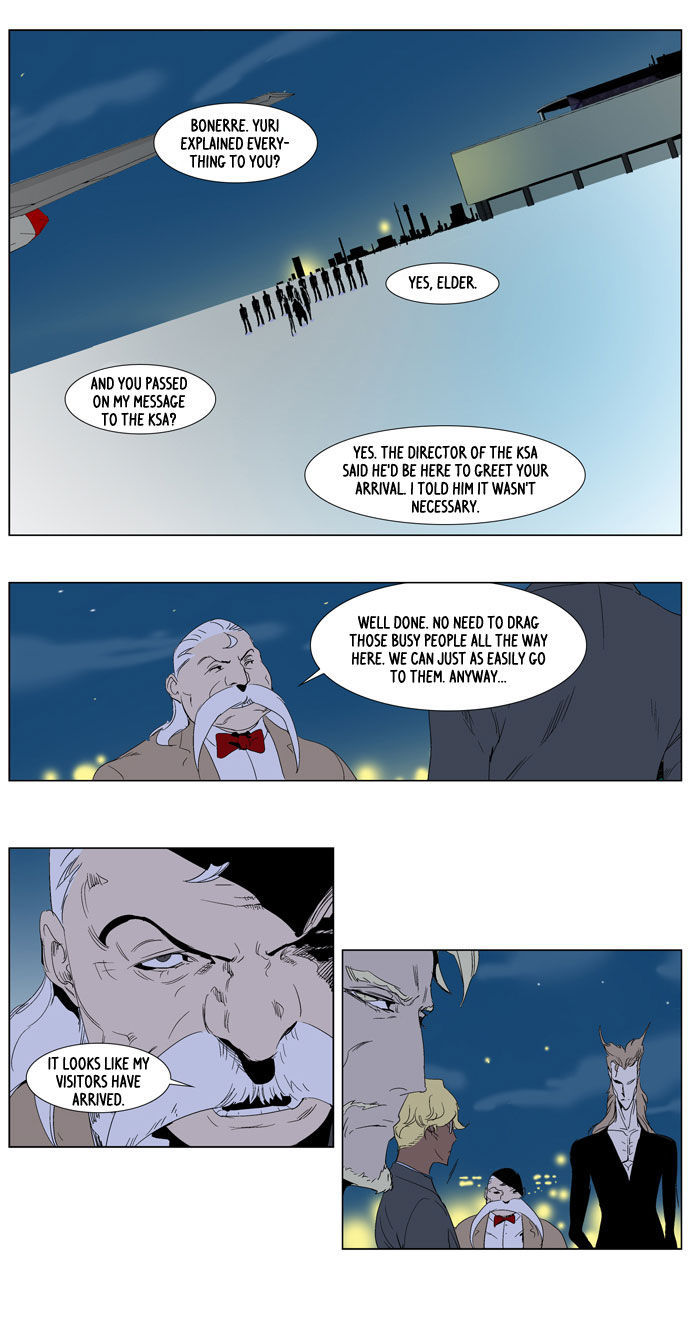 BONERRE. YURI
EXPLAINED EVERY-
THING TO YOU?
YES, ELDER.
AND YOU PASSED
ON MY MESSAGE
TO THE KSA?
YES. THE DIRECTOR OF THE KSA
SAID HE'D BE HERE TO GREET YOUR
ARRIVAL. I TOLD HIM IT WASN'T
NECESSARY.
WELL DONE. NO NEED TO DRAG
THOSE BUSY PEOPLE ALL THE WAY
HERE. WE CAN JUST AS EASILY GO
TO THEM. ANYWAY...
IT LOOKS LIKE MY
VISITORS HAVE
ARRIVED.